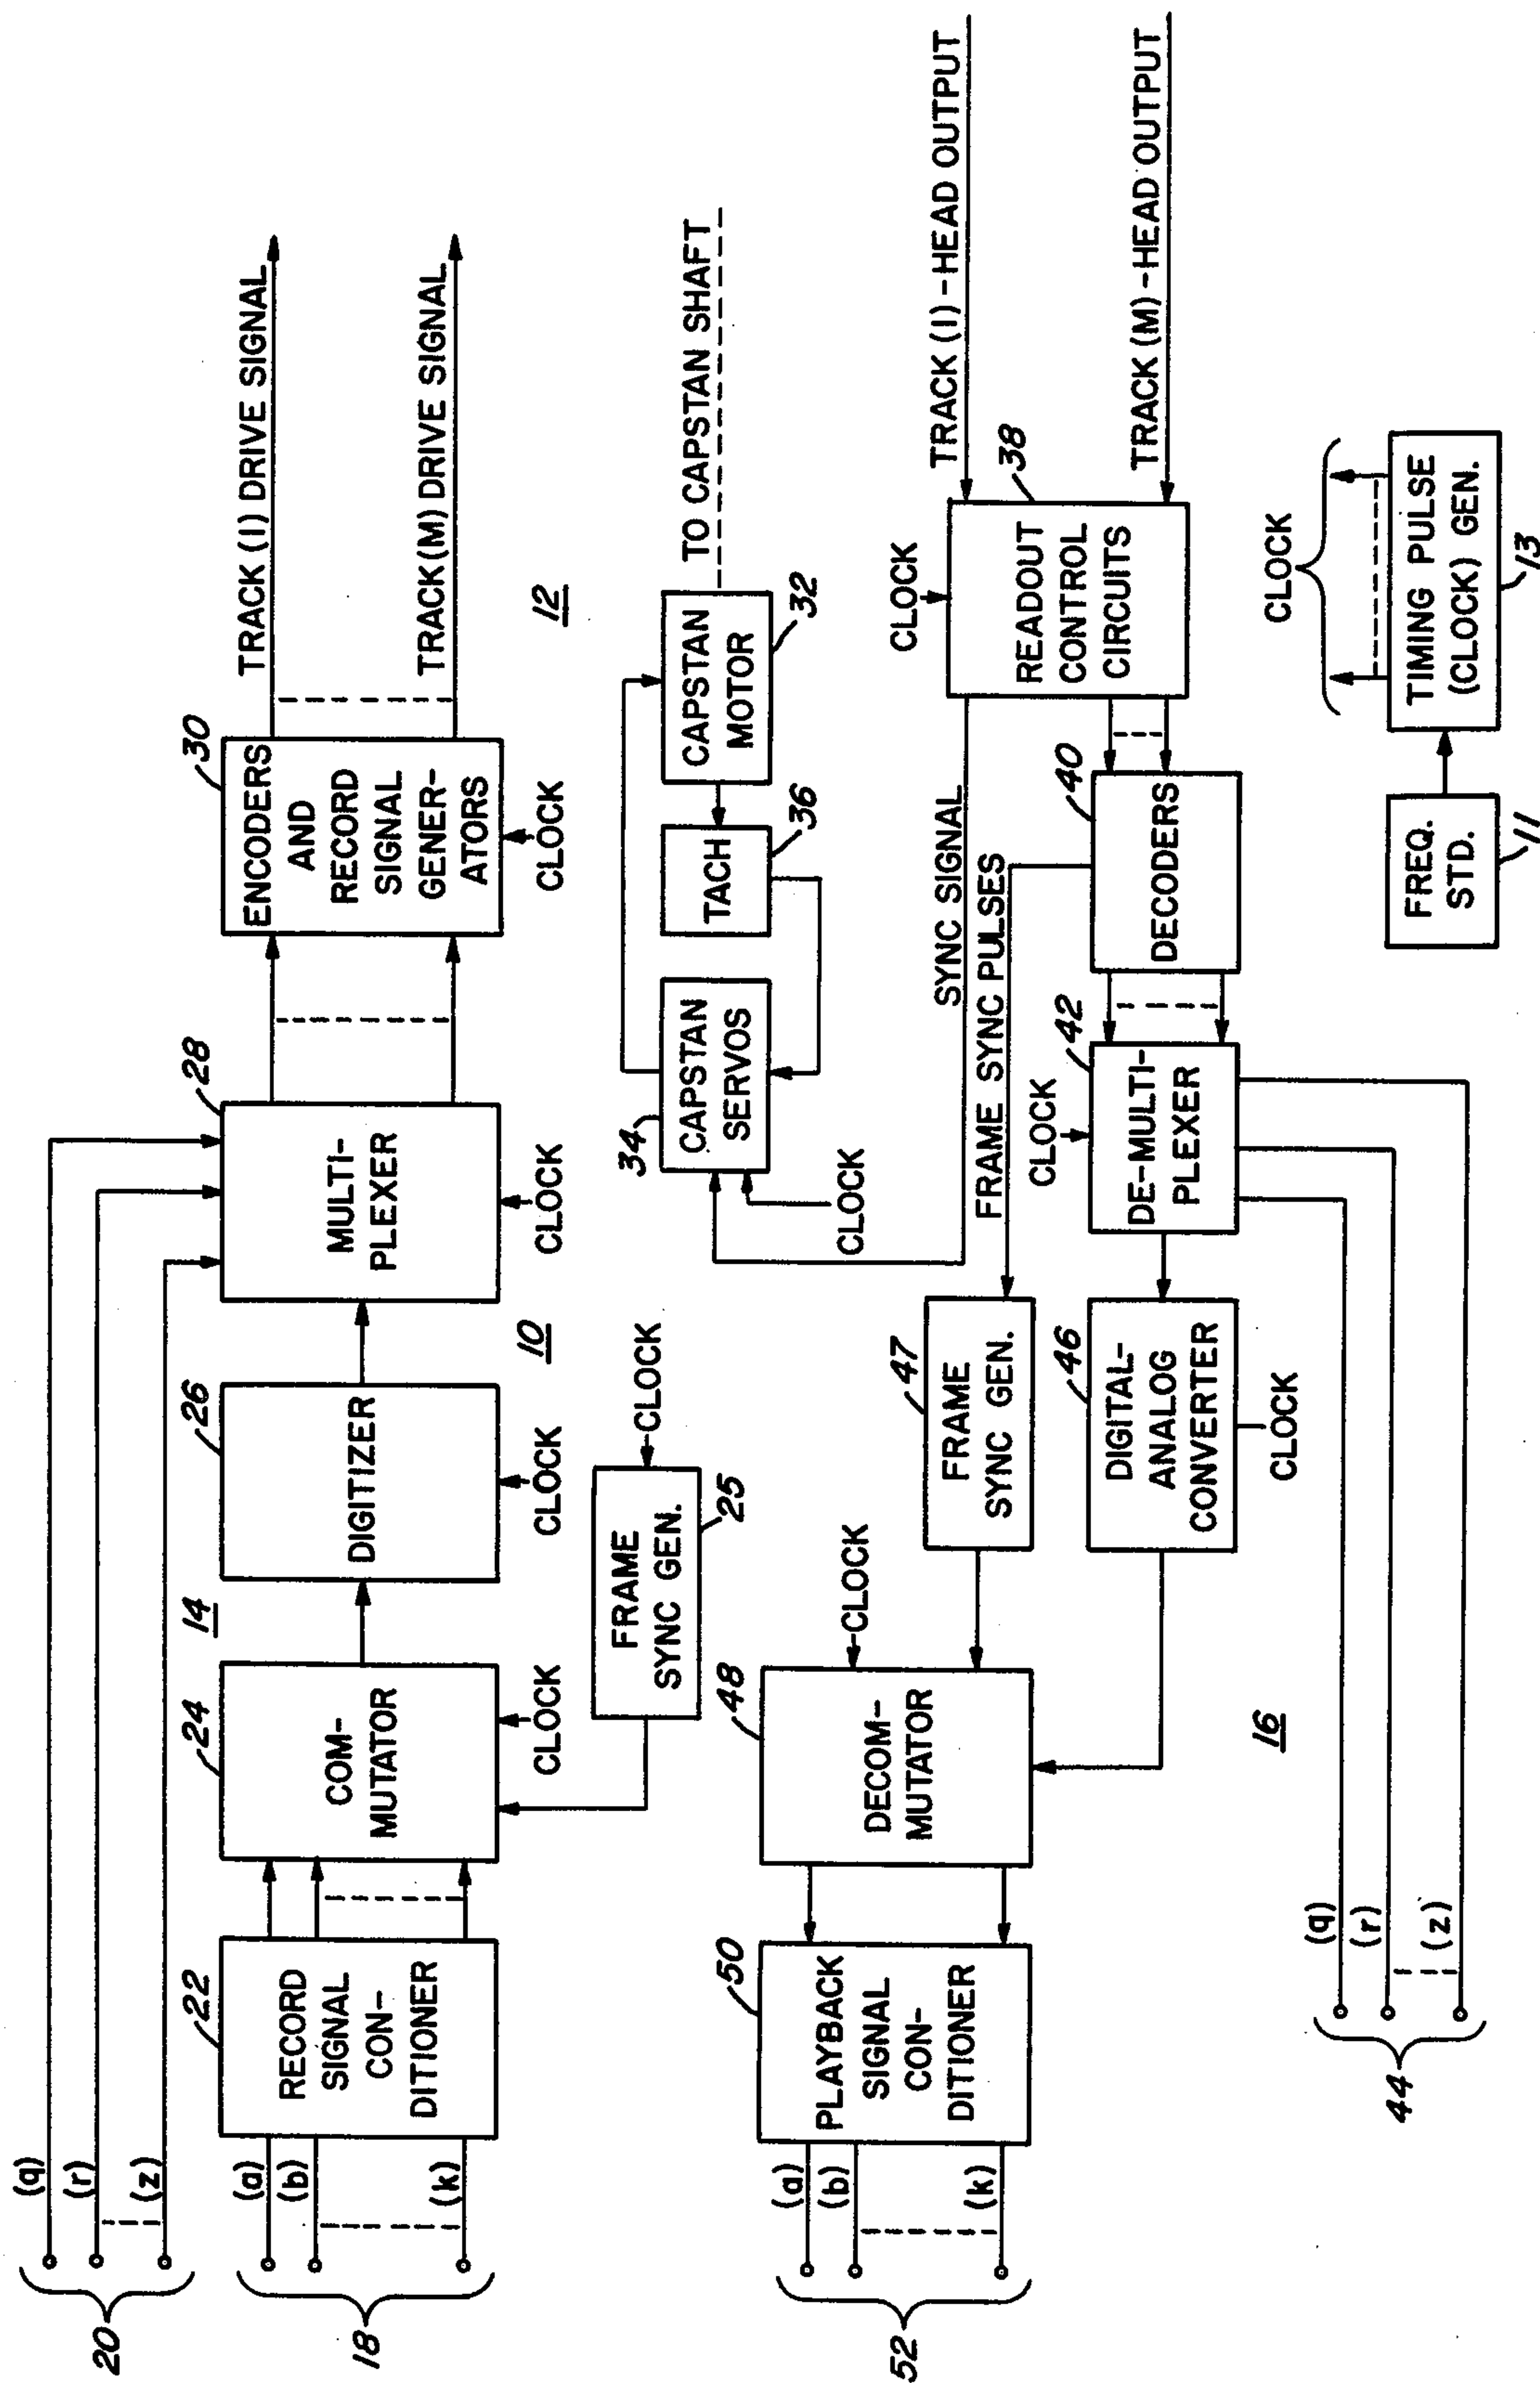 20
(q)
(r)
(z)
18
(a)
(b)
(k)
22
RECORD
SIGNAL
CON-
DITIONER
24
COM-
MUTATOR
CLOCK
14
26
DIGITIZER
CLOCK
10
28
MULTI-
PLEXER
CLOCK
30
ENCODERS
AND
RECORD
SIGNAL
GENER-
ATORS
CLOCK
TRACK (I) DRIVE SIGNAL
TRACK (M) DRIVE SIGNAL
12
FRAME
SYNC GEN.
25
CLOCK
34
CAPSTAN
SERVOS
CLOCK
TACH
36
CAPSTAN
MOTOR
32
TO CAPSTAN SHAFT
52
(a)
(b)
(k)
50
PLAYBACK
SIGNAL
CON-
DITIONER
48
DECOM-
MUTATOR
CLOCK
47
FRAME
SYNC GEN.
FRAME SYNC PULSES
SYNC SIGNAL
CLOCK
READOUT
CONTROL
CIRCUITS
38
TRACK (I) - HEAD OUTPUT
TRACK (M) - HEAD OUTPUT
16
46
DIGITAL-
ANALOG
CONVERTER
CLOCK
CLOCK
42
DE-MULTI-
PLEXER
40
DECODERS
44
(q)
(r)
(z)
FREQ.
STD.
11
CLOCK
TIMING PULSE
(CLOCK) GEN.
13